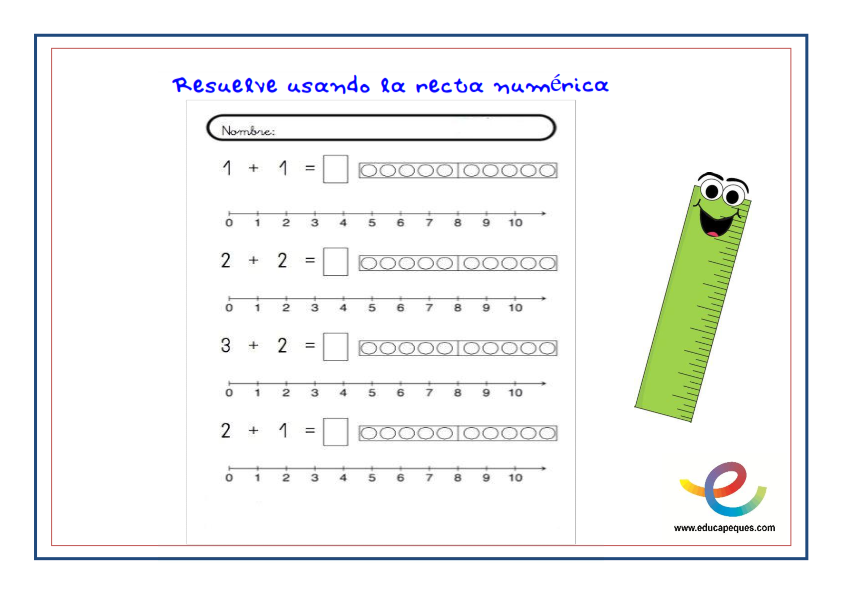 Resuelve usando la recta numérica
Nombre:
1 + 1 =
0 1 2 3 4 5 6 7 8 9 10
2 + 2 =
0 1 2 3 4 5 6 7 8 9 10
3 + 2 =
0 1 2 3 4 5 6 7 8 9 10
2 + 1 =
0 1 2 3 4 5 6 7 8 9 10
www.educapeques.com